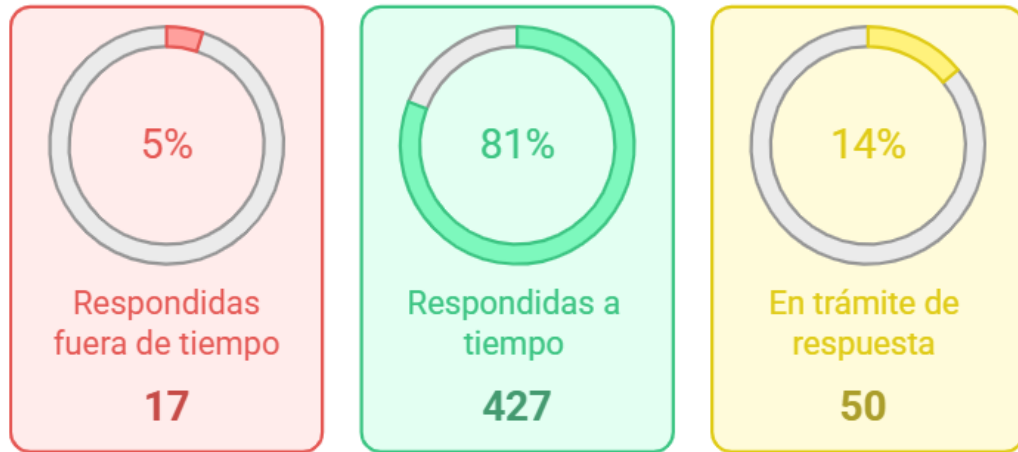 5%
Respondidas
fuera de tiempo
17
81%
Respondidas a
tiempo
427
14%
En trámite de
respuesta
50